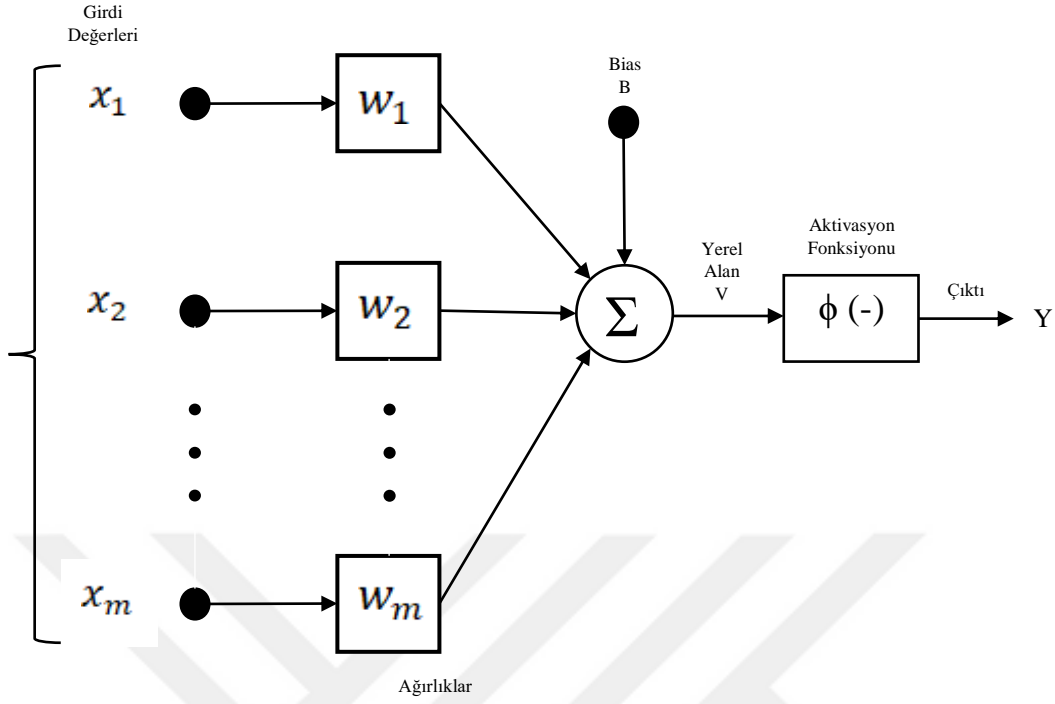 Girdi
Değerleri
x₁
w₁
Bias
B
x₂
w₂
Σ
Yerel
Alan
V
Aktivasyon
Fonksiyonu
ϕ (-)
Çıktı
Y
xₘ
wₘ
Ağırlıklar